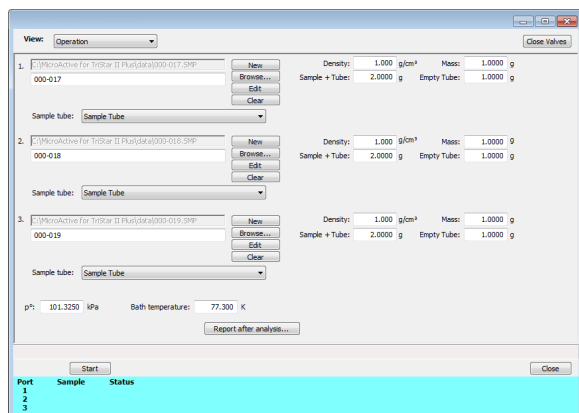 View: Operation Close Valves
1. C:\MicroActive for TriStar II Plus\data\000-017.SMP New Density: 1.000 g/cm³ Mass: 1.0000 g
000-017 Browse... Sample + Tube: 2.0000 g Empty Tube: 1.0000 g
Edit
Clear
Sample tube: Sample Tube
2. C:\MicroActive for TriStar II Plus\data\000-018.SMP New Density: 1.000 g/cm³ Mass: 1.0000 g
000-018 Browse... Sample + Tube: 2.0000 g Empty Tube: 1.0000 g
Edit
Clear
Sample tube: Sample Tube
3. C:\MicroActive for TriStar II Plus\data\000-019.SMP New Density: 1.000 g/cm³ Mass: 1.0000 g
000-019 Browse... Sample + Tube: 2.0000 g Empty Tube: 1.0000 g
Edit
Clear
Sample tube: Sample Tube
p°: 101.3250 kPa Bath temperature: 77.300 K
Report after analysis...
Start Close
Port Sample Status
1
2
3